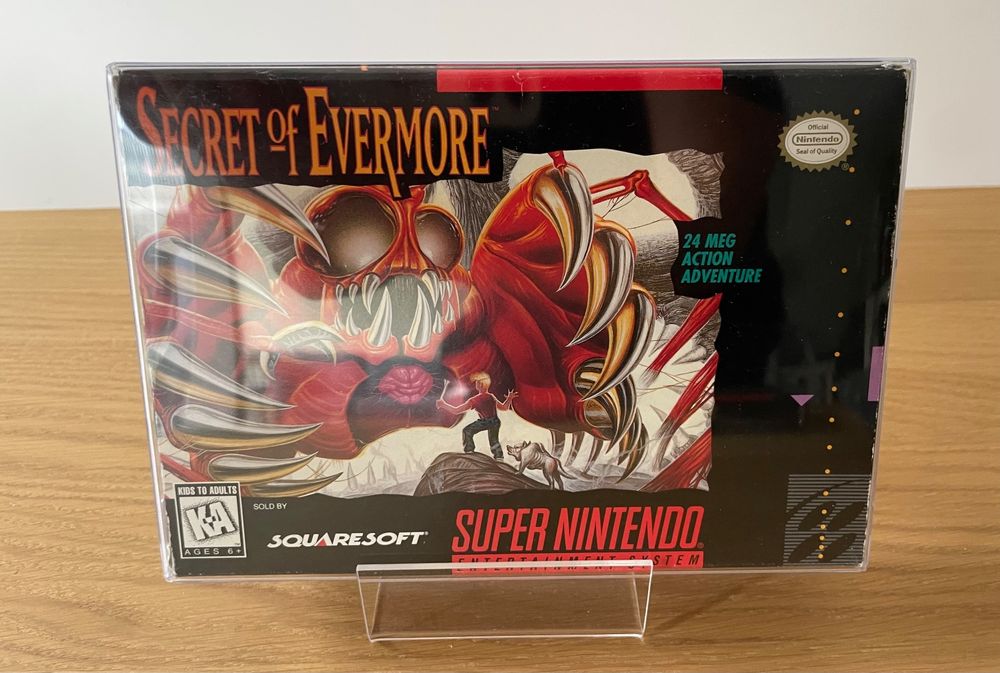 SECRET of EVERMORE™
Official
Nintendo
Seal of Quality
®
24 MEG
ACTION
ADVENTURE
KIDS TO ADULTS
K-A
AGES 6+
SOLD BY
SQUARESOFT®
SUPER NINTENDO®
ENTERTAINMENT SYSTEM